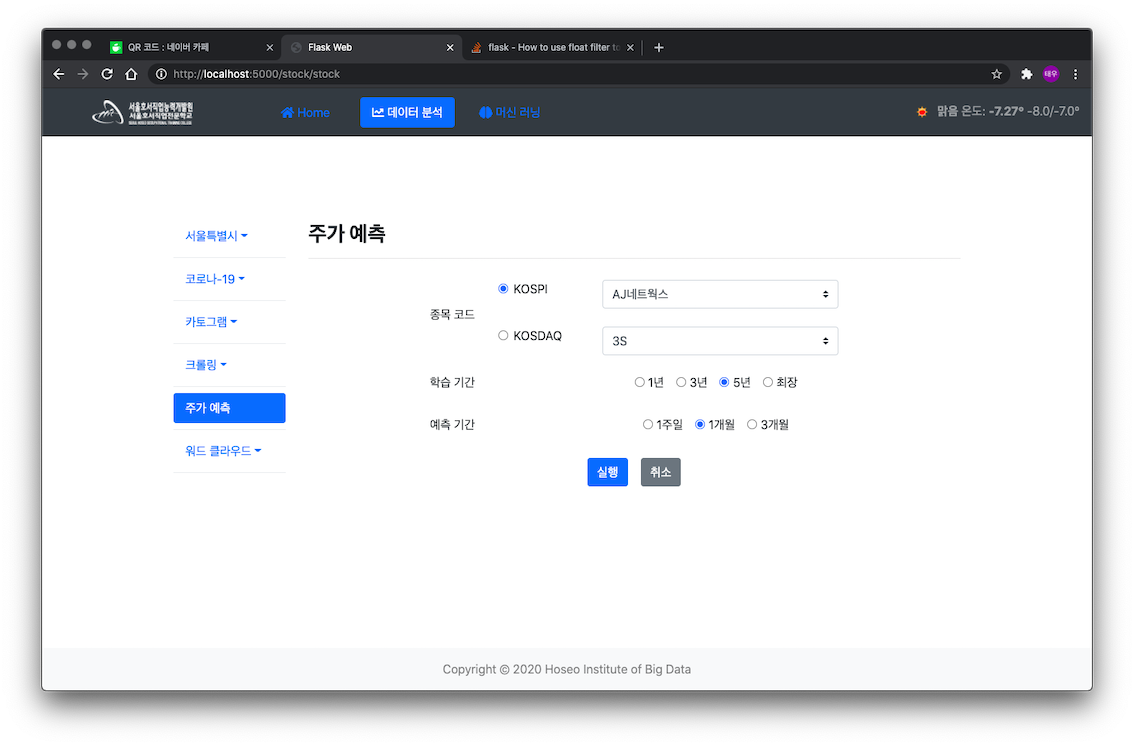 QR 코드 : 네이버 카페
Flask Web
flask - How to use float filter to
http://localhost:5000/stock/stock
태우
서울호서직업능력개발원
서울호서직업전문학교
Home
데이터 분석
머신 러닝
맑음 온도: -7.27° -8.0/-7.0°
서울특별시
코로나-19
카토그램
크롤링
주가 예측
워드 클라우드
주가 예측
종목 코드
KOSPI
AJ네트웍스
KOSDAQ
3S
학습 기간
1년 3년 5년 최장
예측 기간
1주일 1개월 3개월
실행 취소
Copyright © 2020 Hoseo Institute of Big Data